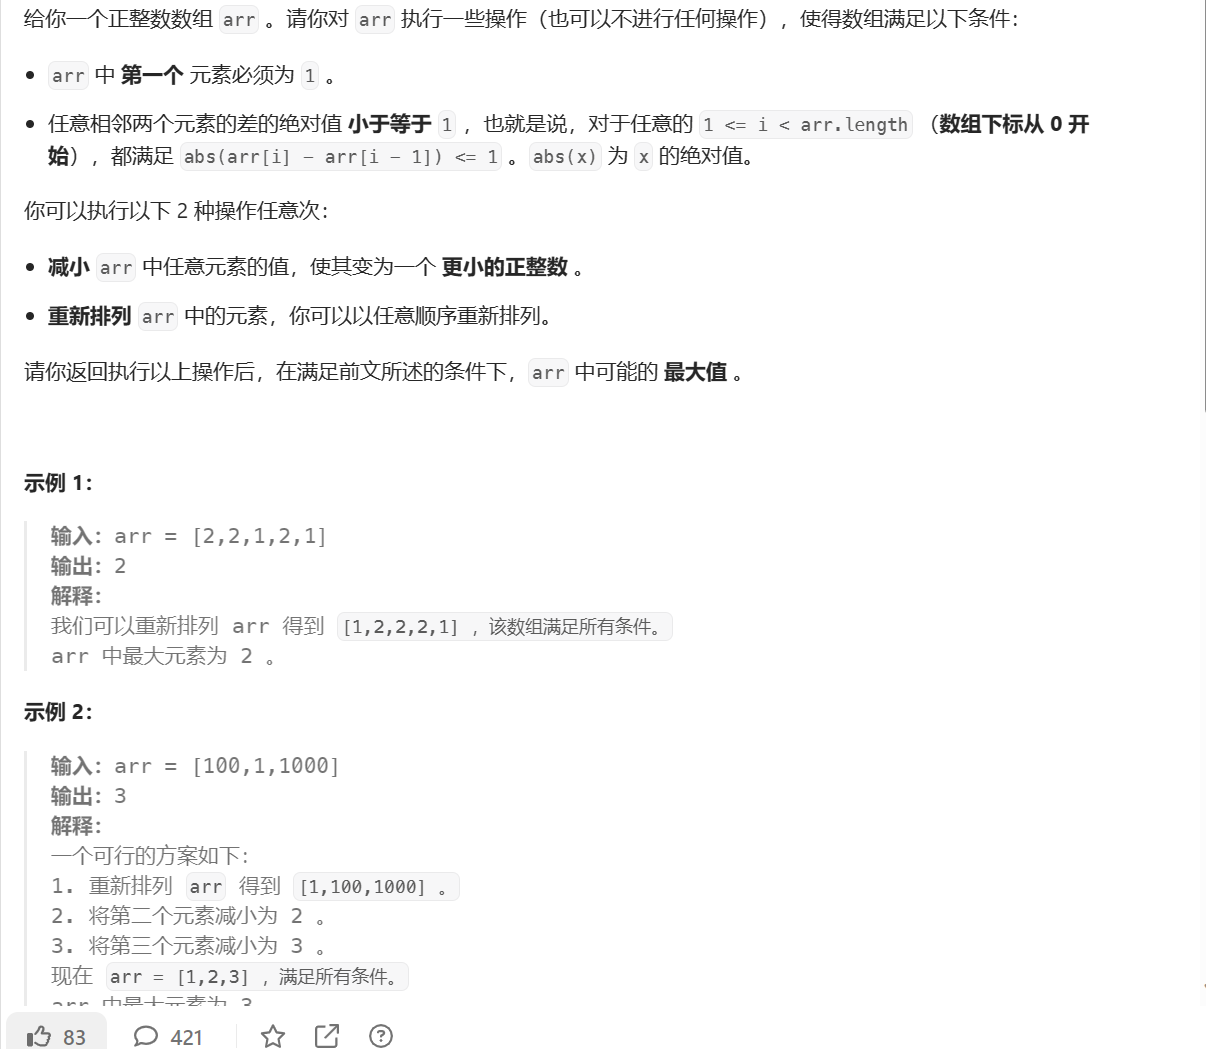 给你一个正整数数组 arr 。请你对 arr 执行一些操作（也可以不进行任何操作），使得数组满足以下条件：
• arr 中 第一个 元素必须为 1 。
• 任意相邻两个元素的差的绝对值 小于等于 1 ，也就是说，对于任意的 1 <= i < arr.length （数组下标从 0 开
始），都满足 abs(arr[i] - arr[i - 1]) <= 1 。abs(x) 为 x 的绝对值。
你可以执行以下 2 种操作任意次：
• 减小 arr 中任意元素的值，使其变为一个 更小的正整数 。
• 重新排列 arr 中的元素，你可以以任意顺序重新排列。
请你返回执行以上操作后，在满足前文所述的条件下，arr 中可能的 最大值 。
示例 1：
输入：arr = [2,2,1,2,1]
输出：2
解释：
我们可以重新排列 arr 得到 [1,2,2,2,1] ，该数组满足所有条件。
arr 中最大元素为 2 。
示例 2：
输入：arr = [100,1,1000]
输出：3
解释：
一个可行的方案如下：
1. 重新排列 arr 得到 [1,100,1000] 。
2. 将第二个元素减小为 2 。
3. 将第三个元素减小为 3 。
现在 arr = [1,2,3] ，满足所有条件。
arr 中最大元素为 3
83 421